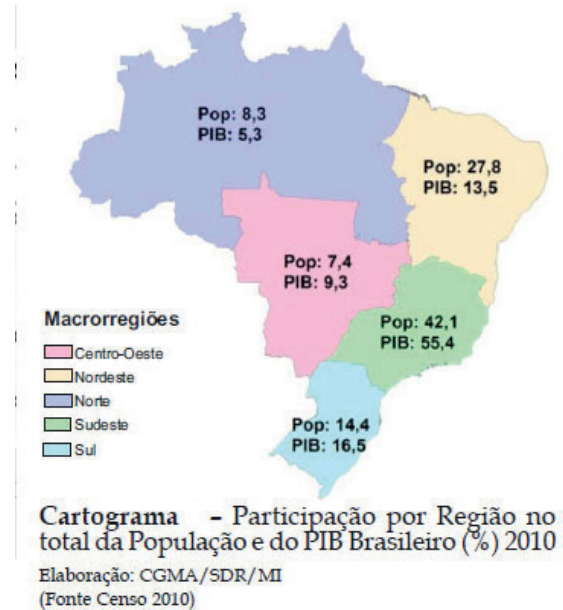 Pop: 8,3
PIB: 5,3
Pop: 27,8
PIB: 13,5
Pop: 7,4
PIB: 9,3
Pop: 42,1
PIB: 55,4
Pop: 14,4
PIB: 16,5
Macrorregiões
Centro-Oeste
Nordeste
Norte
Sudeste
Sul
Cartograma – Participação por Região no
total da População e do PIB Brasileiro (%) 2010
Elaboração: CGMA/SDR/MI
(Fonte Censo 2010)